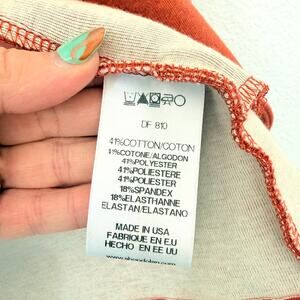 DF 810
41%COTTON/COTON
41%COTONE/ALGODON
41%POLYESTER
41%POLIESTERE
41%POLIESTER
18%SPANDEX
18%ELASTHANNE
ELASTAN/ELASTANO
MADE IN USA
FABRIQUE EN E.U
HECHO EN EE UU